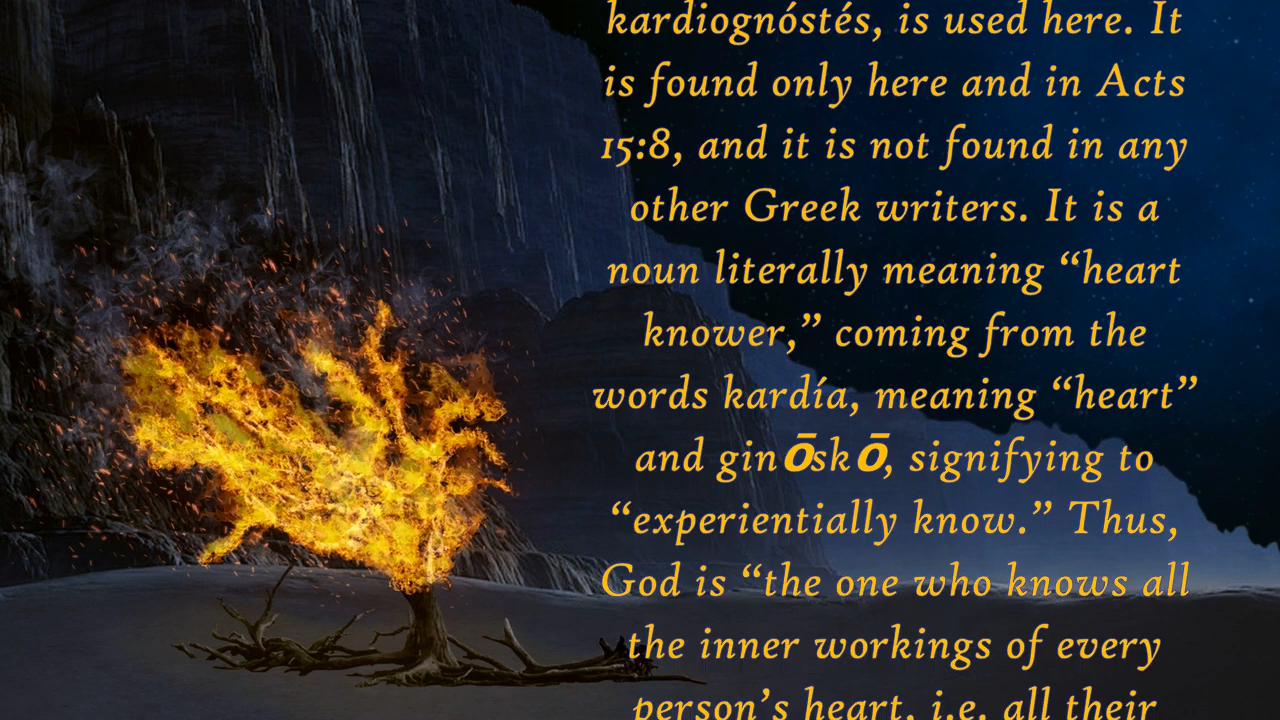 kardiognóstés, is used here. It
is found only here and in Acts
15:8, and it is not found in any
other Greek writers. It is a
noun literally meaning “heart
knower,” coming from the
words kardía, meaning “heart”
and ginōskō, signifying to
“experientially know.” Thus,
God is “the one who knows all
the inner workings of every
person’s heart, i.e. all their